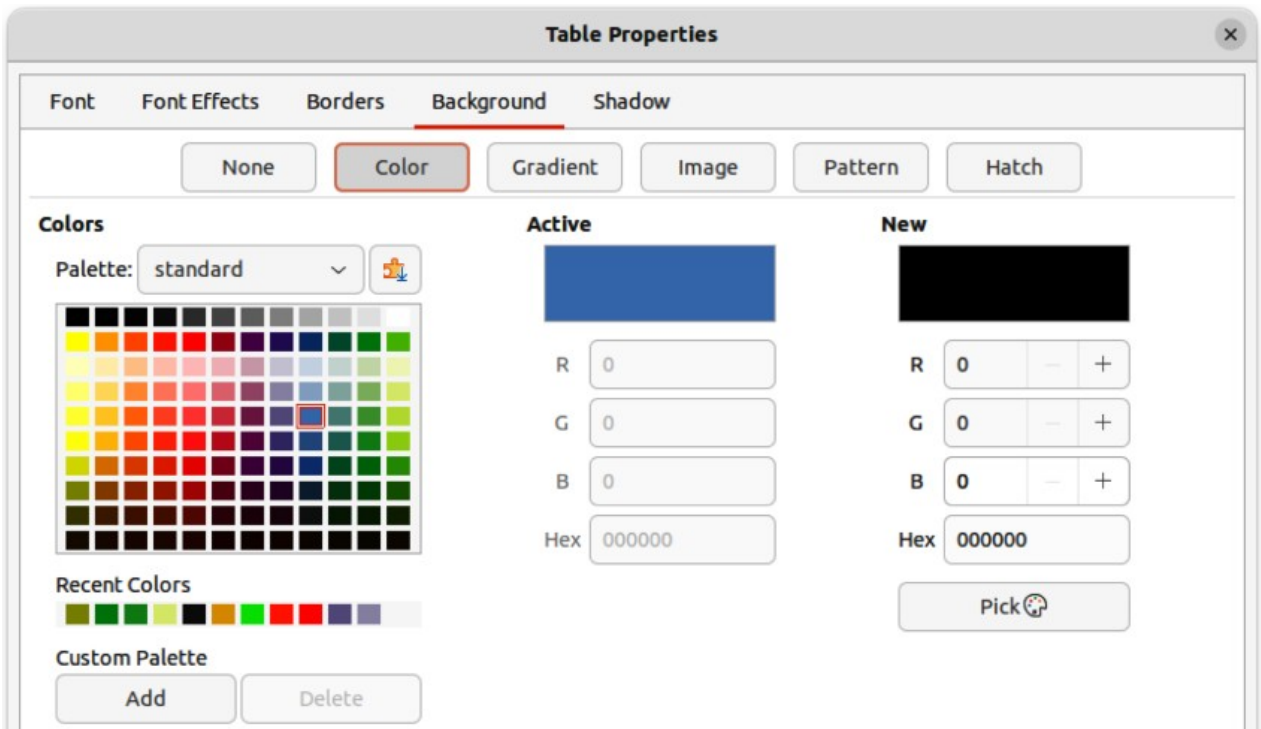 Table Properties
Font Font Effects Borders Background Shadow
None Color Gradient Image Pattern Hatch
Colors
Palette: standard
Recent Colors
Custom Palette
Add Delete
Active
R 0
G 0
B 0
Hex 000000
New
R 0
G 0
B 0
Hex 000000
Pick